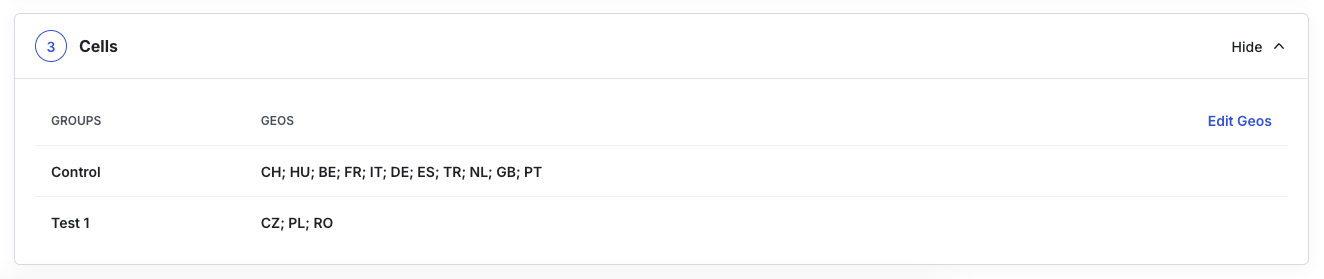 3 Cells Hide
GROUPS GEOS Edit Geos
Control CH; HU; BE; FR; IT; DE; ES; TR; NL; GB; PT
Test 1 CZ; PL; RO